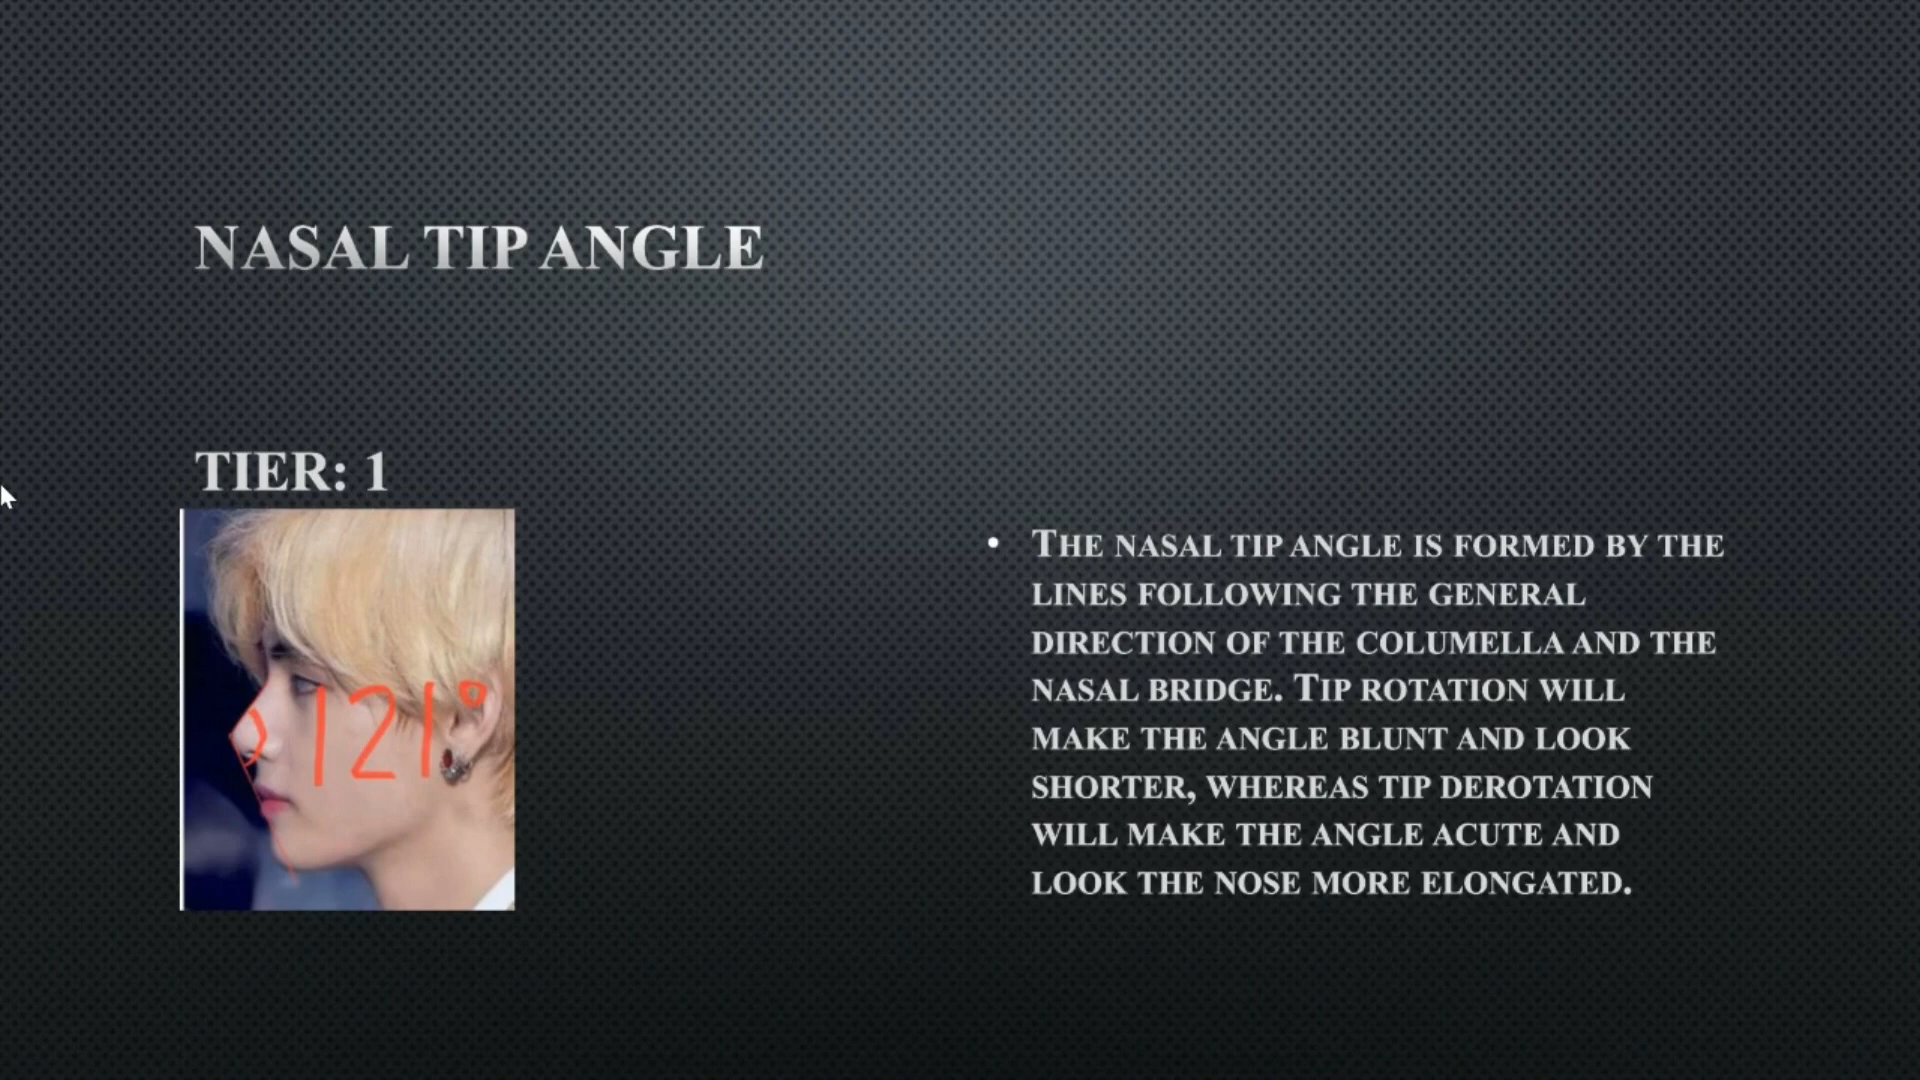 NASAL TIP ANGLE
TIER: 1
121°
• THE NASAL TIP ANGLE IS FORMED BY THE
LINES FOLLOWING THE GENERAL
DIRECTION OF THE COLUMELLA AND THE
NASAL BRIDGE. TIP ROTATION WILL
MAKE THE ANGLE BLUNT AND LOOK
SHORTER, WHEREAS TIP DEROTATION
WILL MAKE THE ANGLE ACUTE AND
LOOK THE NOSE MORE ELONGATED.